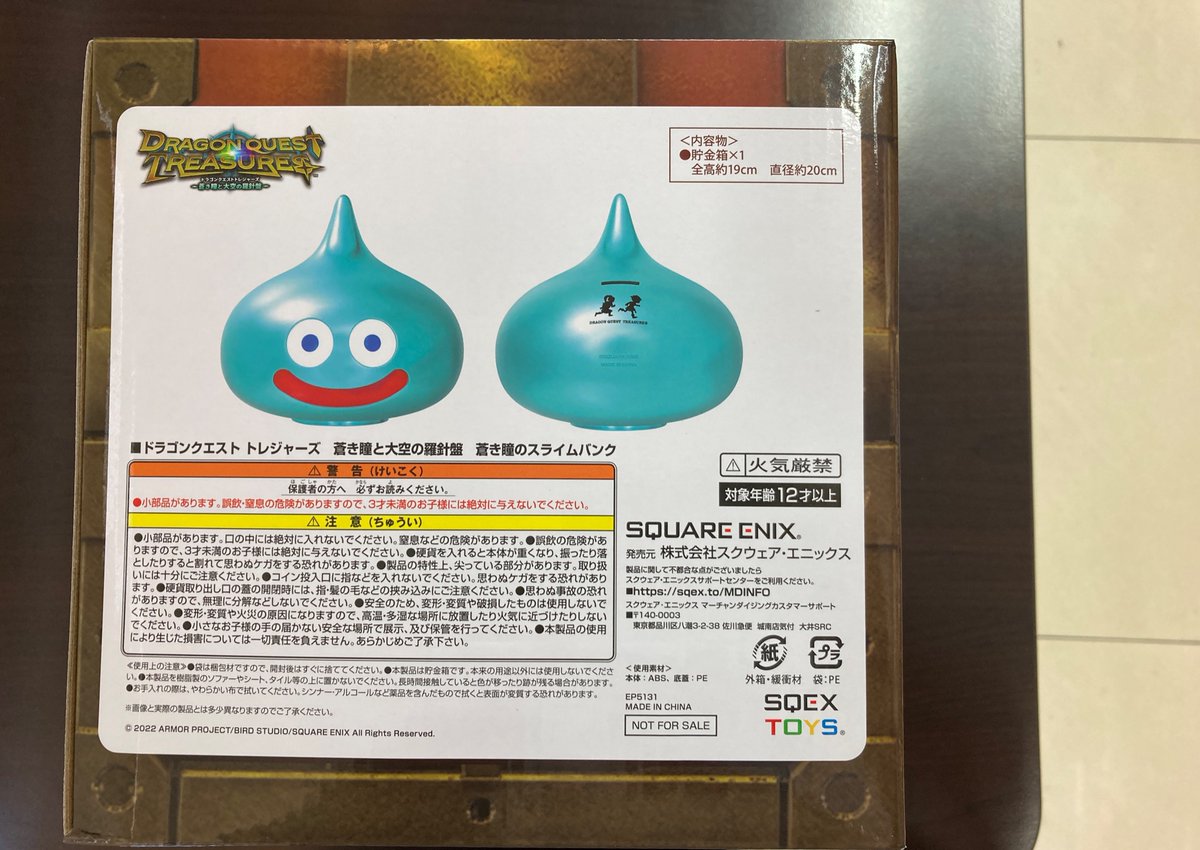 DRAGON QUEST
TREASURES
ドラゴンクエストトレジャーズ
蒼き瞳と大空の羅針盤
<内容物>
●貯金箱×1
全高約19cm 直径約20cm
DRAGON QUEST TREASURES
■ドラゴンクエスト トレジャーズ 蒼き瞳と大空の羅針盤 蒼き瞳のスライムバンク
⚠警 告(けいこく)
保護者の方へ 必ずお読みください。
●小部品があります。誤飲・窒息の危険がありますので、3才未満のお子様には絶対に与えないでください。
⚠注 意(ちゅうい)
●小部品があります。口の中には絶対に入れないでください。窒息などの危険があります。●誤飲の危険があ
りますので、3才未満のお子様には絶対に与えないでください。●硬貨を入れると本体が重くなり、振ったり落
としたりすると割れて思わぬケガをする恐れがあります。●製品の特性上、尖っている部分があります。取り扱
いには十分にご注意ください。●コイン投入口に指などを入れないでください。思わぬケガをする恐れがありま
す。●硬貨取り出し口の蓋の開閉時には、指・髪の毛などの挟み込みにご注意ください。●思わぬ事故の恐れ
がありますので、無理に分解などしないでください。●安全のため、変形・変質や破損したものは使用しないで
ください。●変形・変質や火災の原因になりますので、高温・多湿な場所に放置したり火気に近づけたりしない
でください。●小さなお子様の手の届かない安全な場所で展示、及び保管を行ってください。●本製品の使用
により生じた損害については一切責任を負えません。あらかじめご了承下さい。
≪使用上の注意≫●袋は梱包材ですので、開封後はすぐに捨ててください。●本製品は貯金箱です。本来の用途以外には使用しないでくださ
い。●本製品を樹脂製のソファーやシート、タイル等の上に置かないでください。長時間接触していると色が移ったり跡が残る場合があります。
●お手入れの際は、やわらかい布で拭いてください。シンナー・アルコールなど薬品を含んだもので拭くと表面が変質する恐れがあります。
※画像と実際の製品とは多少異なりますのでご了承ください。
© 2022 ARMOR PROJECT/BIRD STUDIO/SQUARE ENIX All Rights Reserved.
⚠火気厳禁
対象年齢12才以上
SQUARE ENIX®
発売元 株式会社スクウェア・エニックス
製品に関して不都合な点がございましたら
スクウェア・エニックスサポートセンターをご利用ください。
■https://sqex.to/MDINFO
スクウェア・エニックス マーチャンダイジングカスタマーサポート
■〒140-0003
東京都品川区八潮3-2-38 佐川急便 城南店気付 大井SRC
紙
外箱・緩衝材
プラ
袋:PE
<使用素材>
本体:ABS、底蓋:PE
EP5131
MADE IN CHINA
NOT FOR SALE
SQEX
TOYS®